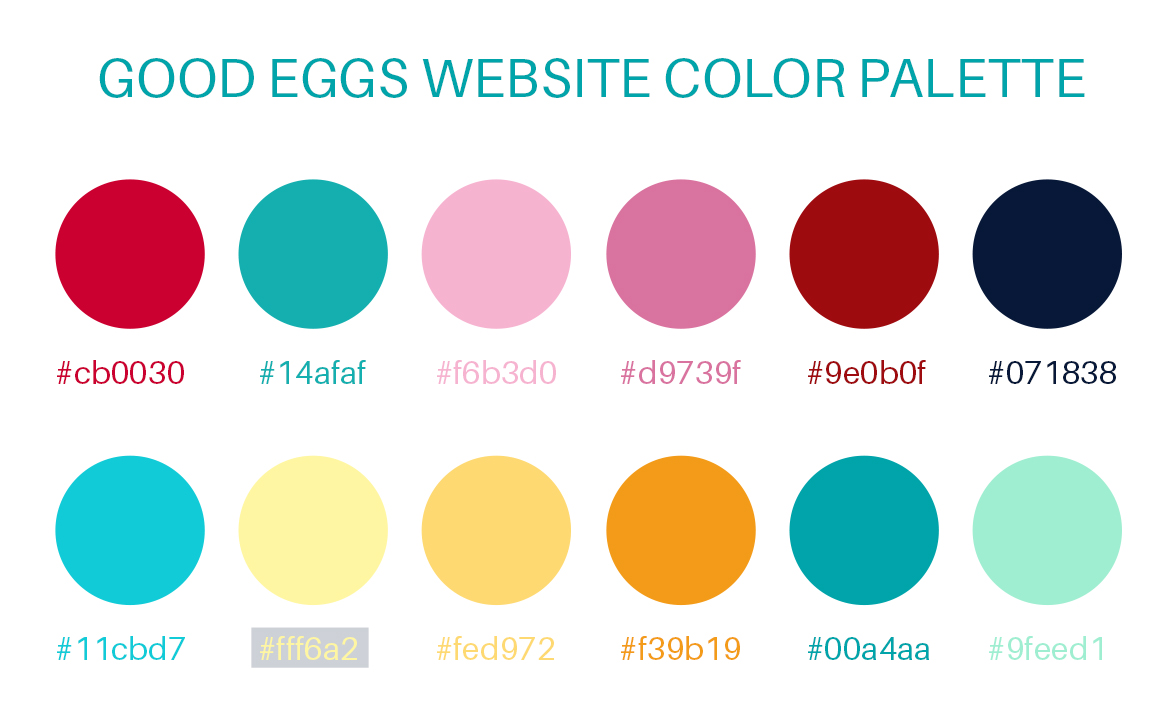 GOOD EGGS WEBSITE COLOR PALETTE
#cb0030 #14afaf #f6b3d0 #d9739f #9e0b0f #071838
#11cbd7 #fff6a2 #fed972 #f39b19 #00a4aa #9feed1